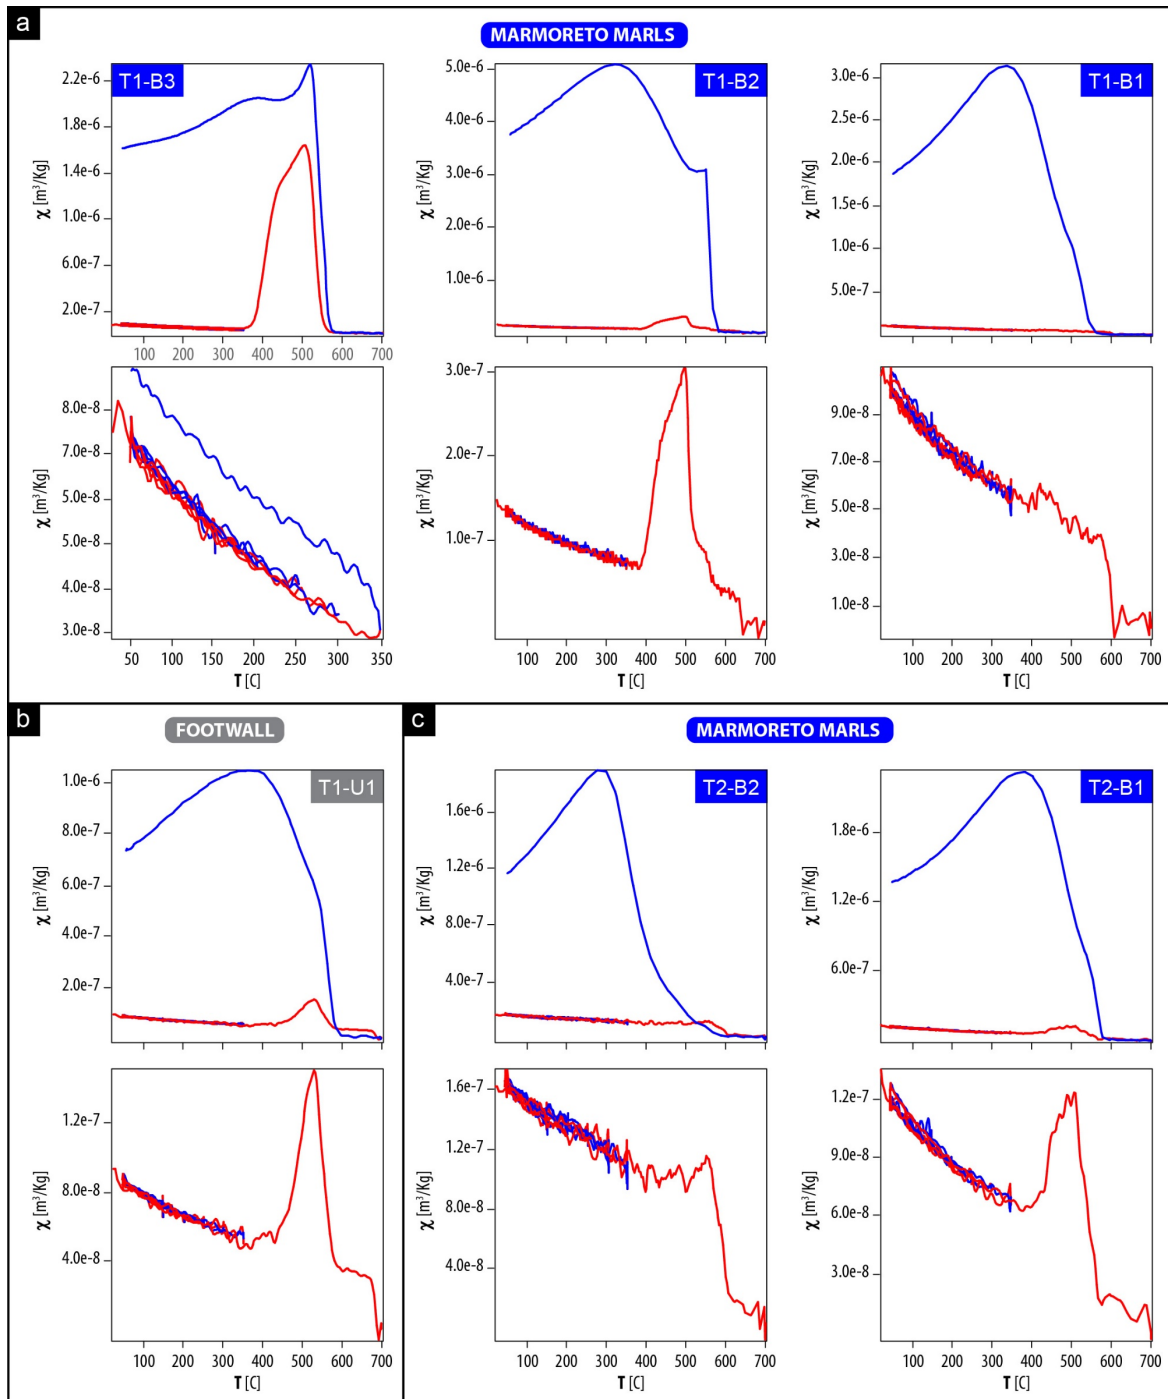 a
MARMORETO MARLS
T1-B3
χ [m³/Kg]
2.2e-6
1.8e-6
1.4e-6
1.0e-6
6.0e-7
2.0e-7
100 200 300 400 500 600 700
T1-B2
χ [m³/Kg]
5.0e-6
4.0e-6
3.0e-6
2.0e-6
1.0e-6
T1-B1
χ [m³/Kg]
3.0e-6
2.5e-6
2.0e-6
1.5e-6
1.0e-6
5.0e-7
χ [m³/Kg]
8.0e-8
7.0e-8
5.0e-8
5.0e-8
4.0e-8
3.0e-8
50 100 150 200 250 300 350
T [C]
χ [m³/Kg]
3.0e-7
2.0e-7
1.0e-7
100 200 300 400 500 600 700
T [C]
χ [m³/Kg]
9.0e-8
7.0e-8
5.0e-8
3.0e-8
1.0e-8
100 200 300 400 500 600 700
T [C]
b
FOOTWALL
T1-U1
χ [m³/Kg]
1.0e-6
8.0e-7
6.0e-7
4.0e-7
2.0e-7
χ [m³/Kg]
1.2e-7
8.0e-8
4.0e-8
100 200 300 400 500 600 700
T [C]
c
MARMORETO MARLS
T2-B2
χ [m³/Kg]
1.6e-6
1.2e-6
8.0e-7
4.0e-7
T2-B1
χ [m³/Kg]
1.8e-6
1.2e-6
6.0e-7
χ [m³/Kg]
1.6e-7
1.2e-7
8.0e-8
4.0e-8
100 200 300 400 500 600 700
T [C]
χ [m³/Kg]
1.2e-7
9.0e-8
6.0e-8
3.0e-8
100 200 300 400 500 600 700
T [C]